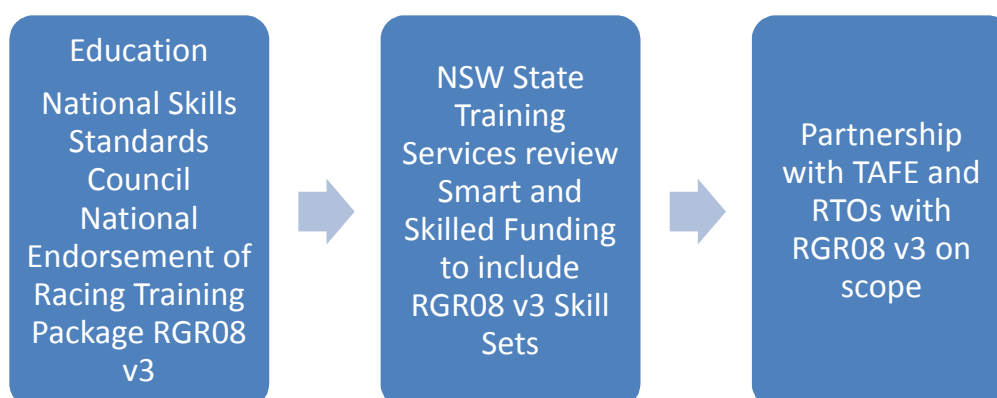 Education
National Skills
Standards
Council
National
Endorsement of
Racing Training
Package RGR08
v3
NSW State
Training
Services review
Smart and
Skilled Funding
to include
RGR08 v3 Skill
Sets
Partnership
with TAFE and
RTOs with
RGR08 v3 on
scope